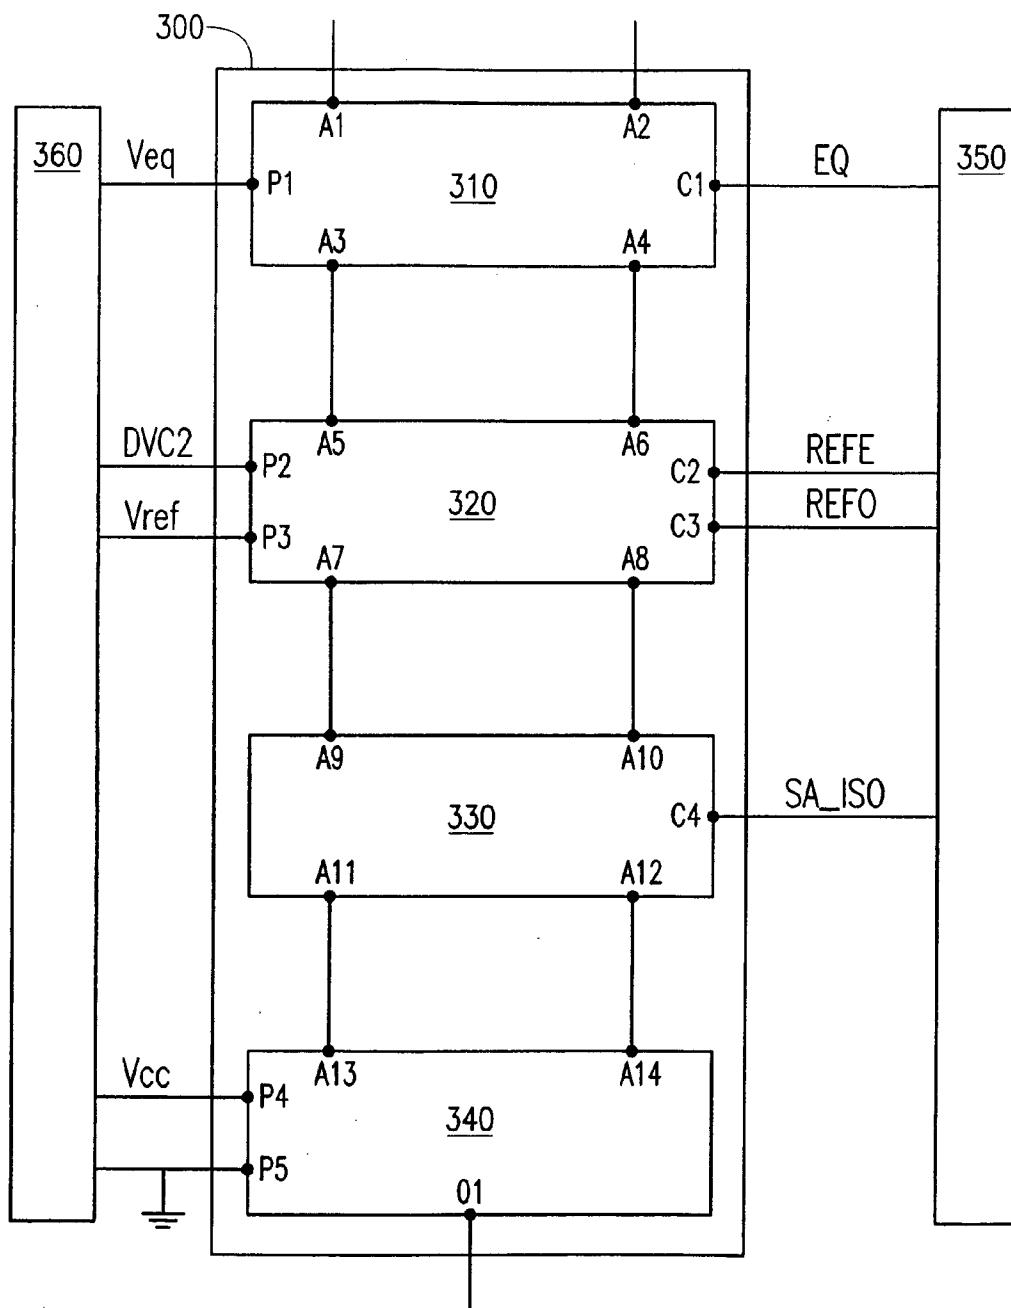 300
A1 A2
360 Veq P1 310 C1 EQ 350
A3 A4
A5 A6
DVC2 P2 C2 REFE
320
Vref P3 C3 REFO
A7 A8
A9 A10
330 C4 SA_ISO
A11 A12
A13 A14
Vcc P4
340
P5
01